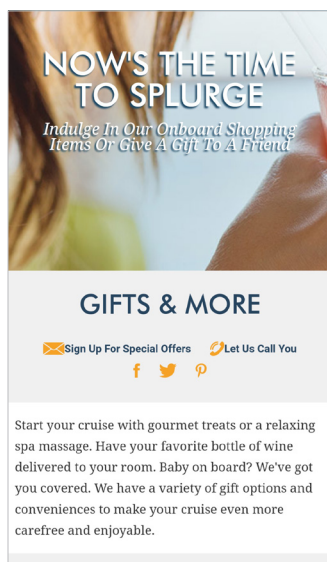 NOW'S THE TIME
TO SPLURGE
Indulge In Our Onboard Shopping
Items Or Give A Gift To A Friend
GIFTS & MORE
Sign Up For Special Offers Let Us Call You
Start your cruise with gourmet treats or a relaxing
spa massage. Have your favorite bottle of wine
delivered to your room. Baby on board? We've got
you covered. We have a variety of gift options and
conveniences to make your cruise even more
carefree and enjoyable.